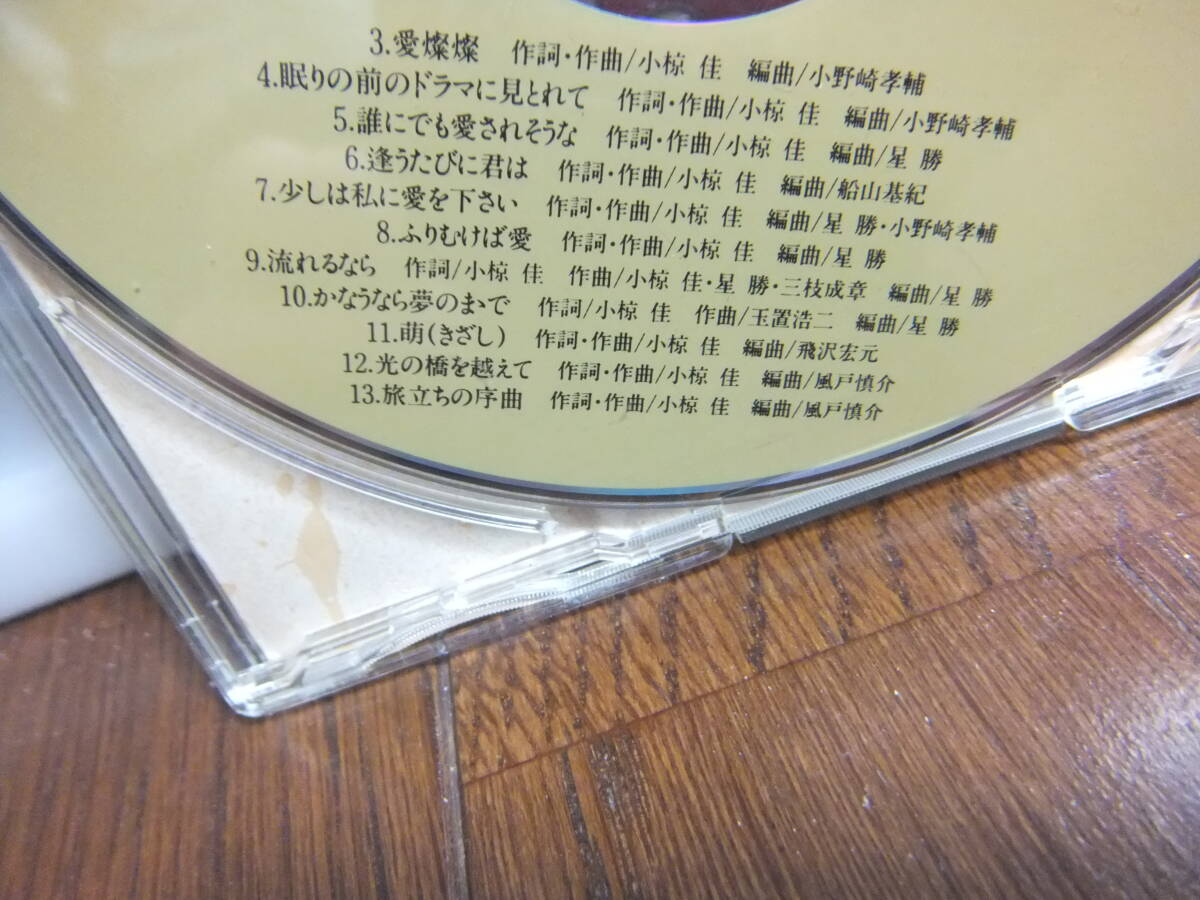 3.愛燦燦 作詞・作曲/小椋 佳 編曲/小野崎孝輔
4.眠りの前のドラマに見とれて 作詞・作曲/小椋 佳 編曲/小野崎孝輔
5.誰にでも愛されそうな 作詞・作曲/小椋 佳 編曲/星 勝
6.逢うたびに君は 作詞・作曲/小椋 佳 編曲/船山基紀
7.少しは私に愛を下さい 作詞・作曲/小椋 佳 編曲/星 勝・小野崎孝輔
8.ふりむけば愛 作詞・作曲/小椋 佳 編曲/星 勝
9.流れるなら 作詞/小椋 佳 作曲/小椋 佳・星 勝・三枝成章 編曲/星 勝
10.かなうなら夢のまで 作詞/小椋 佳 作曲/玉置浩二 編曲/星 勝
11.萌(きざし) 作詞・作曲/小椋 佳 編曲/飛沢宏元
12.光の橋を越えて 作詞・作曲/小椋 佳 編曲/風戸慎介
13.旅立ちの序曲 作詞・作曲/小椋 佳 編曲/風戸慎介